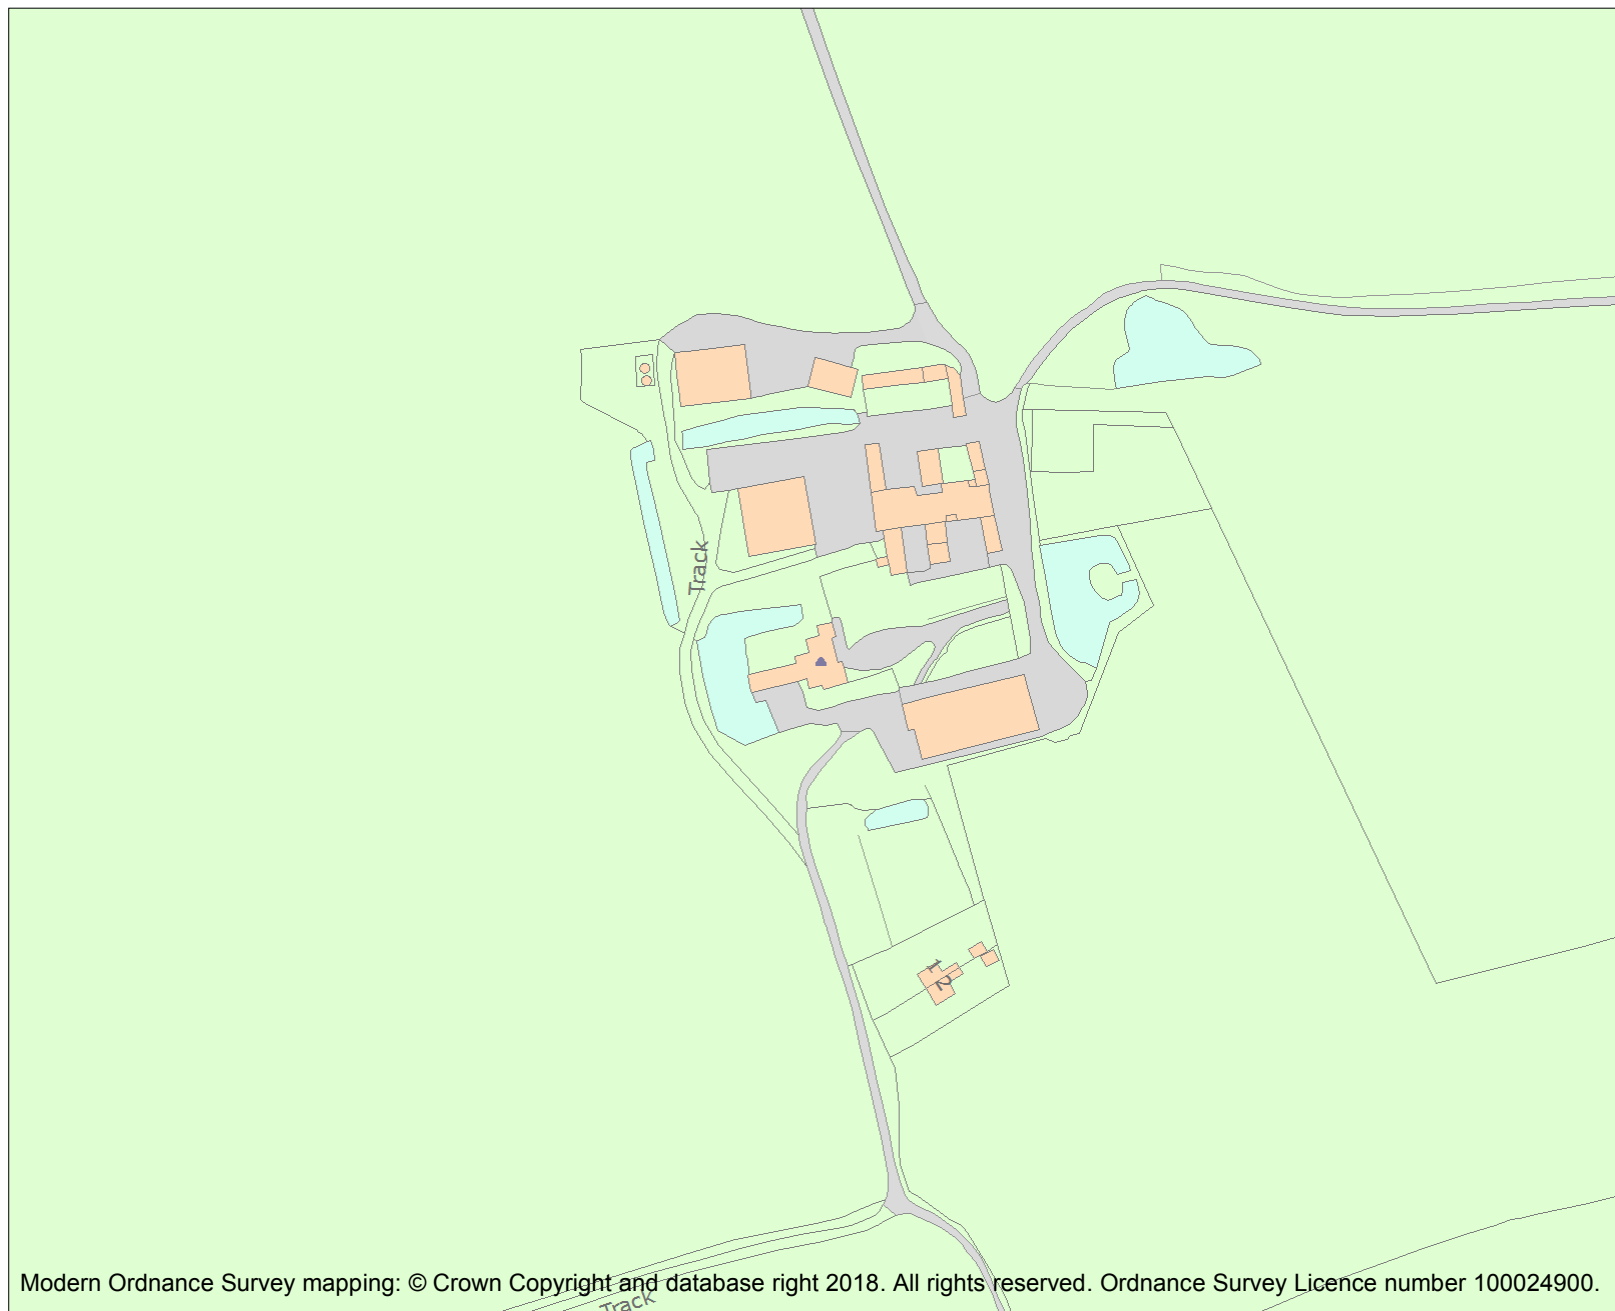 Track
1
2
Modern Ordnance Survey mapping: © Crown Copyright and database right 2018. All rights reserved. Ordnance Survey Licence number 100024900.
Track